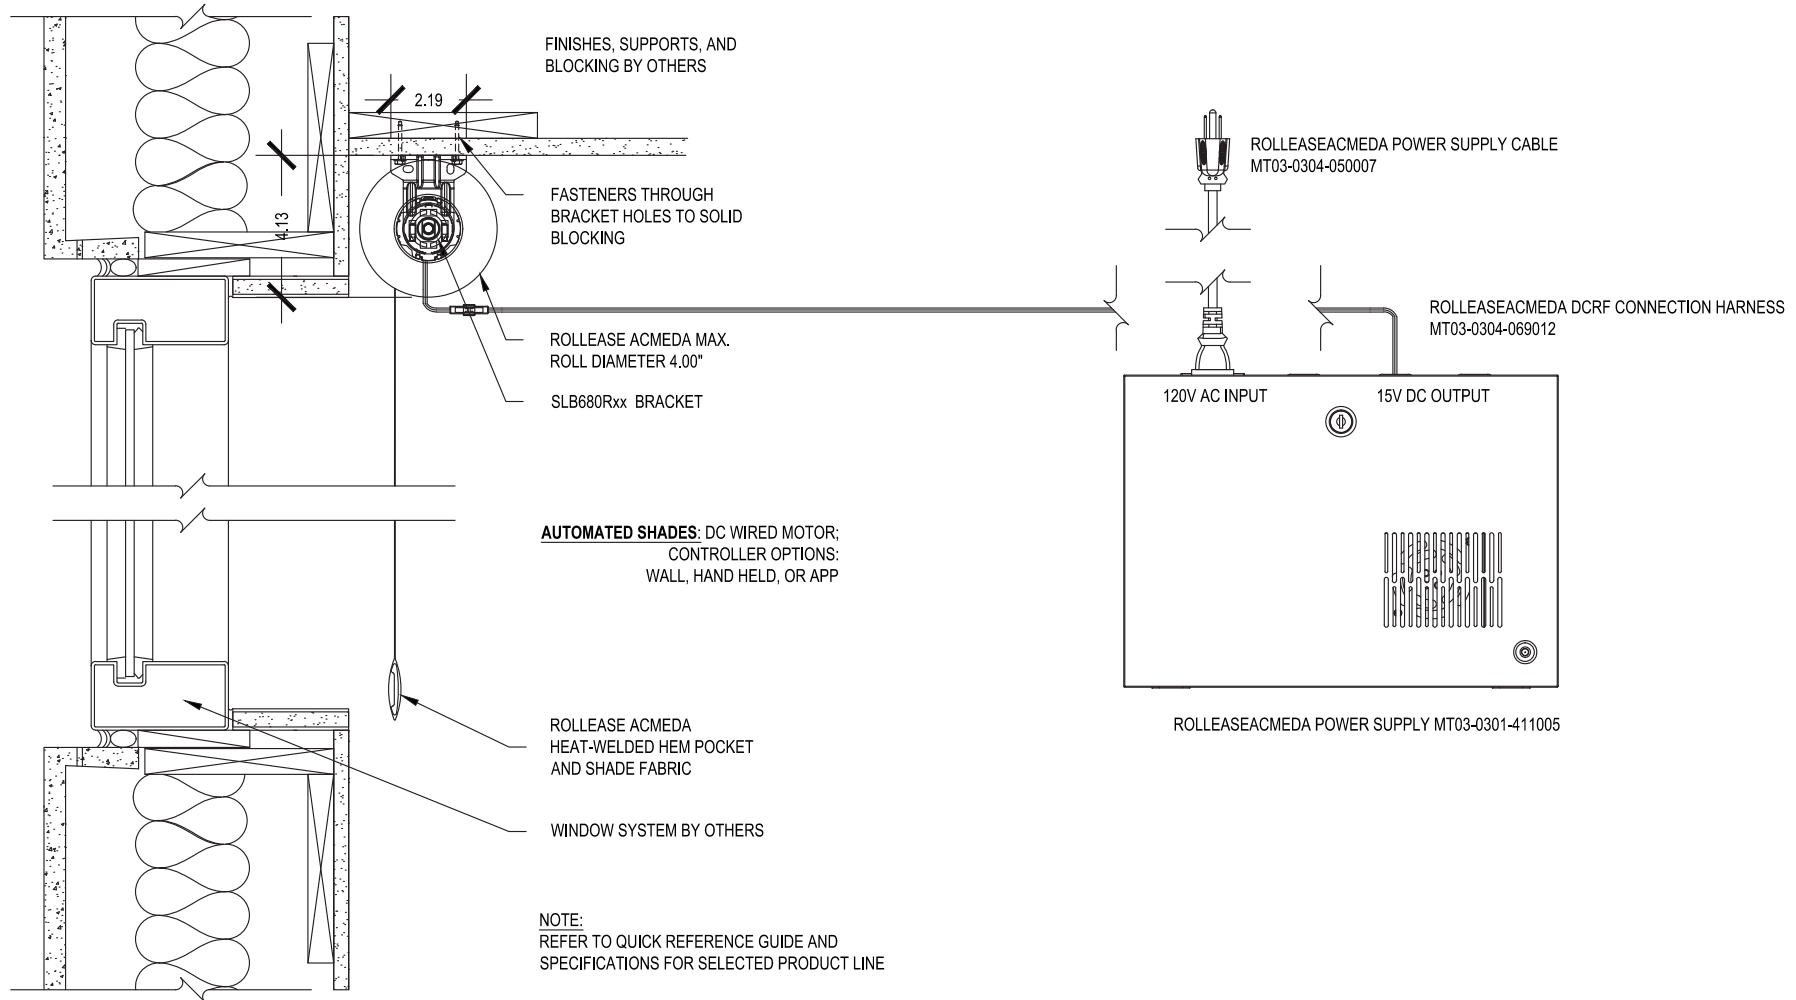 FINISHES, SUPPORTS, AND
BLOCKING BY OTHERS
2.19
4.13
FASTENERS THROUGH
BRACKET HOLES TO SOLID
BLOCKING
ROLLEASE ACMEDA MAX.
ROLL DIAMETER 4.00"
SLB680Rxx BRACKET
AUTOMATED SHADES: DC WIRED MOTOR;
CONTROLLER OPTIONS:
WALL, HAND HELD, OR APP
ROLLEASE ACMEDA
HEAT-WELDED HEM POCKET
AND SHADE FABRIC
WINDOW SYSTEM BY OTHERS
NOTE:
REFER TO QUICK REFERENCE GUIDE AND
SPECIFICATIONS FOR SELECTED PRODUCT LINE
ROLLEASEACMEDA POWER SUPPLY CABLE
MT03-0304-050007
ROLLEASEACMEDA DCRF CONNECTION HARNESS
MT03-0304-069012
120V AC INPUT
15V DC OUTPUT
ROLLEASEACMEDA POWER SUPPLY MT03-0301-411005